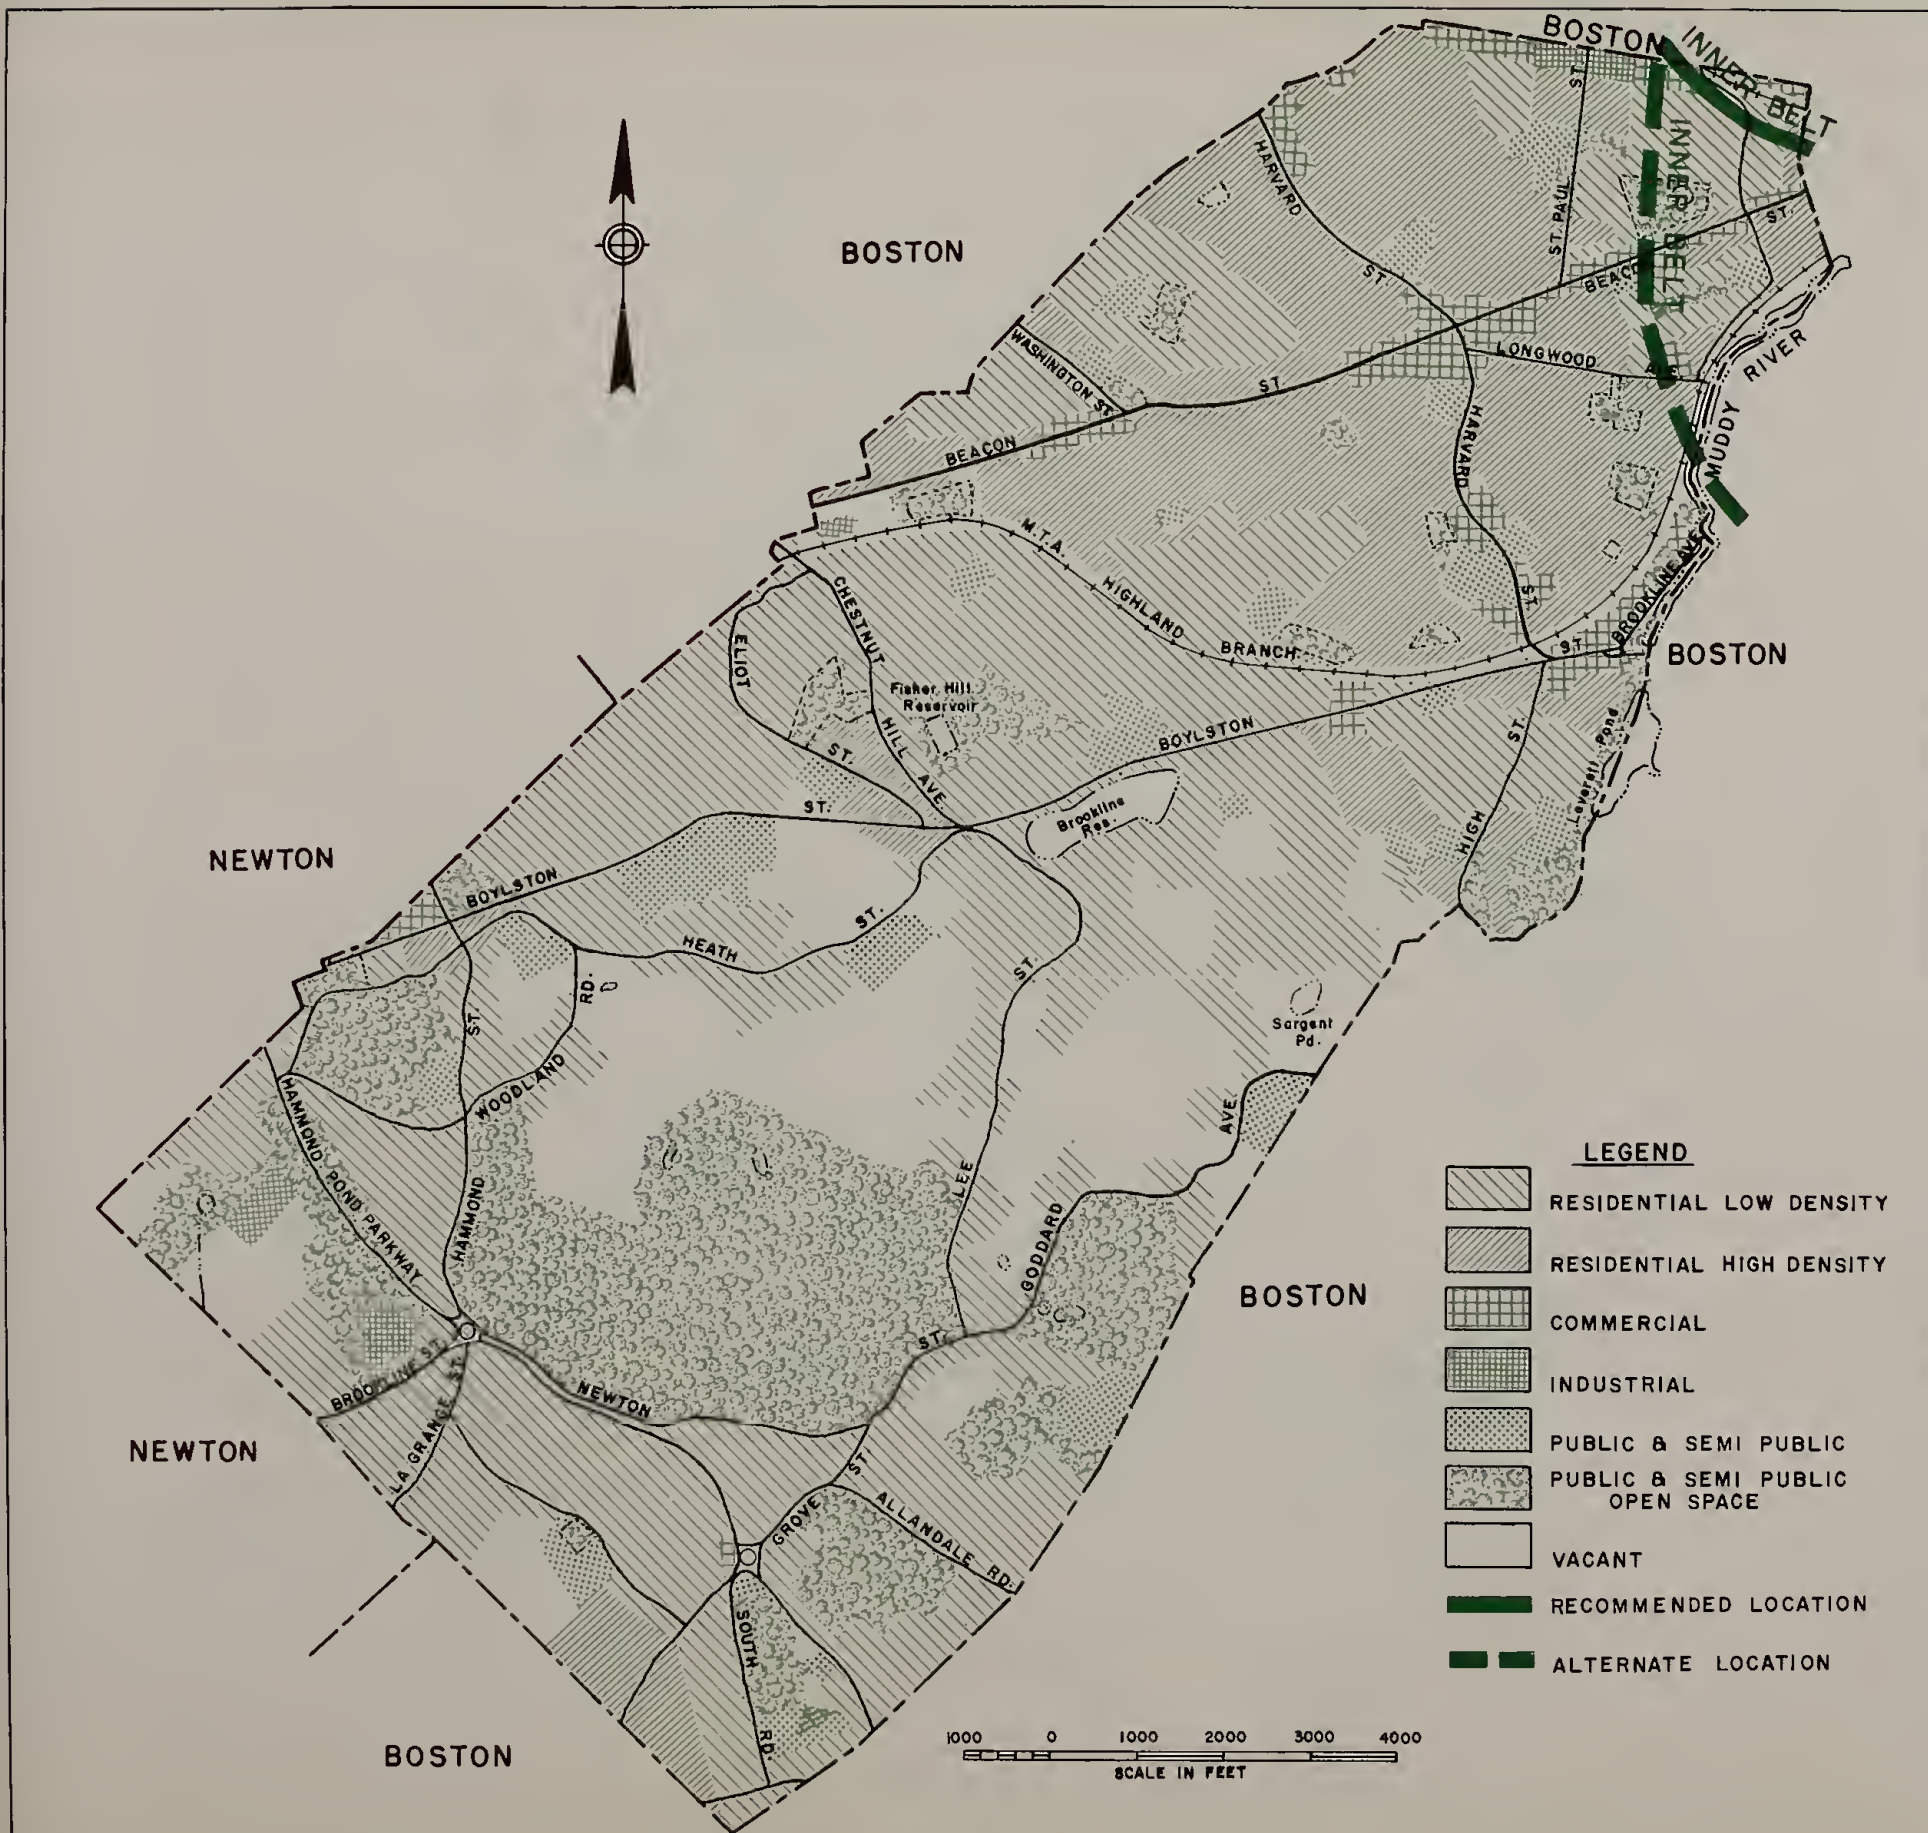 BOSTON
INNER BELT
INNER BELT
ST.
HARVARD
ST.
ST. PAUL
BOSTON
BEACON
ST.
WASHINGTON ST.
LONGWOOD AVE.
MUDDY RIVER
BEACON
ST.
HARVARD
ST.
M.T.A. HIGHLAND BRANCH
BROOKLINE AVE.
CHESTNUT HILL AVE.
ELIOT
ST.
BOSTON
Fisher Hill
Reservoir
BOYLSTON
ST.
HIGH
ST.
Leverett Pond
Brookline
Res.
ST.
NEWTON
BOYLSTON
HEATH
ST.
ST.
RD.
ST.
Sargent
Pd.
WOODLAND
HAMMOND POND PARKWAY
HAMMOND
LEE
AVE.
GODDARD
BOSTON
ST.
BROOKLINE ST.
NEWTON
NEWTON
LA GRANGE ST.
ST.
GROVE
ALLANDALE RD.
SOUTH
RD.
BOSTON
LEGEND
RESIDENTIAL LOW DENSITY
RESIDENTIAL HIGH DENSITY
COMMERCIAL
INDUSTRIAL
PUBLIC & SEMI PUBLIC
PUBLIC & SEMI PUBLIC
OPEN SPACE
VACANT
RECOMMENDED LOCATION
ALTERNATE LOCATION
1000 0 1000 2000 3000 4000
SCALE IN FEET